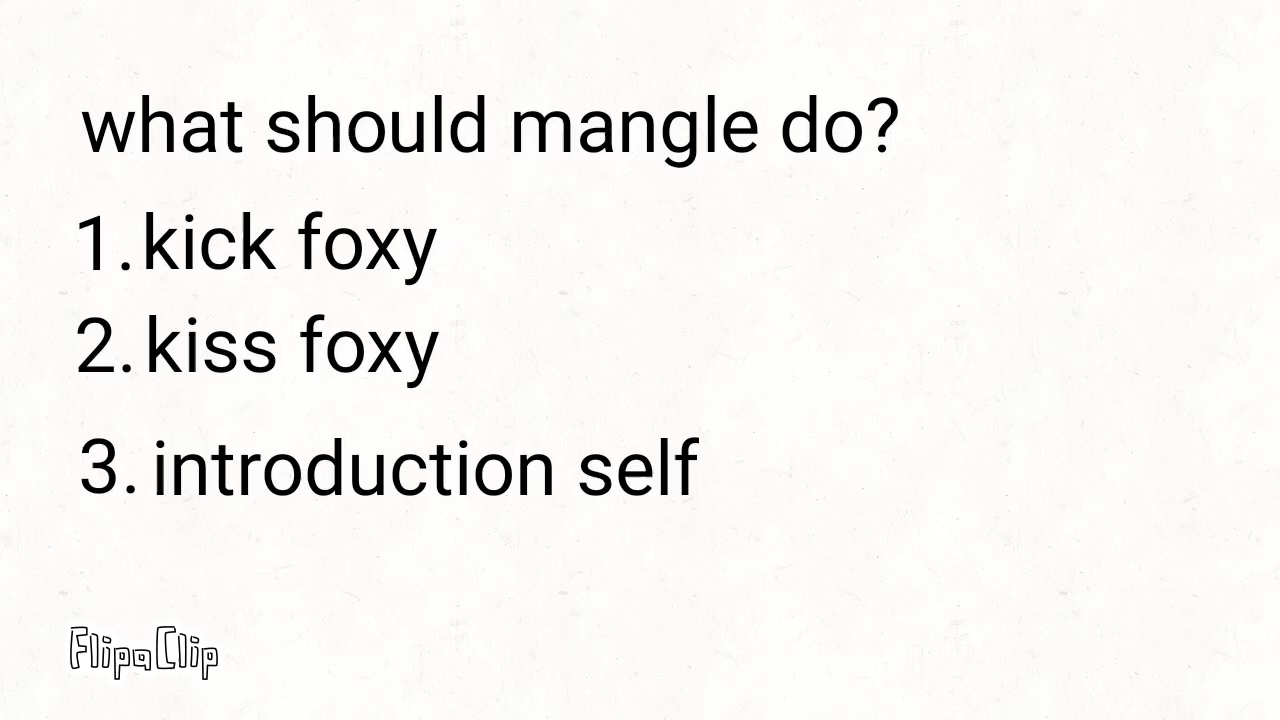 what should mangle do?
1. kick foxy
2. kiss foxy
3. introduction self
FlipaClip